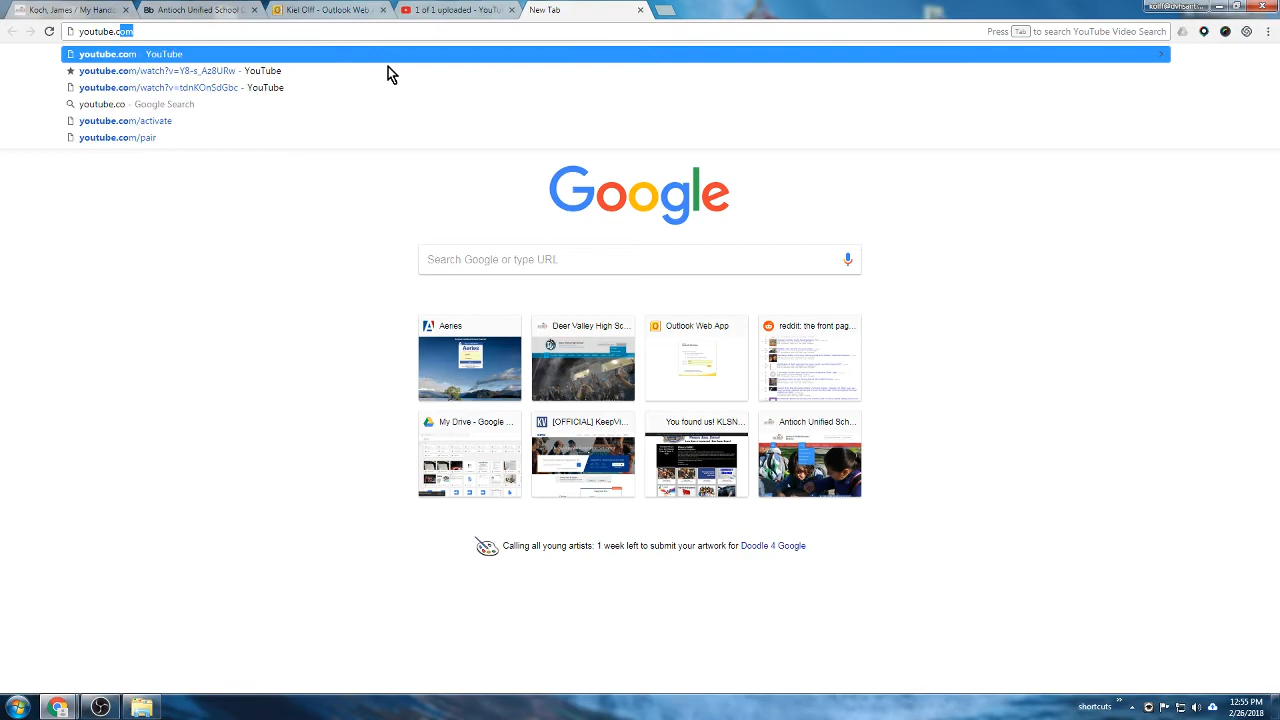 Koch, James / My Hando
Antioch Unified School D
Kiel Olff - Outlook Web A
1 of 1 uploaded - YouTu
New Tab
youtube.com
Press Tab to search YouTube Video Search
youtube.com YouTube
youtube.com/watch?v=Y8-s_Az8URw - YouTube
youtube.com/watch?v=tdnKOnSdGbc - YouTube
youtube.co - Google Search
youtube.com/activate
youtube.com/pair
Google
Search Google or type URL
Aeries
Deer Valley High Sc...
Outlook Web App
reddit: the front pag...
My Drive - Google ...
[OFFICIAL] KeepVi...
You found us! KLSN...
Antioch Unified Sch...
Calling all young artists: 1 week left to submit your artwork for Doodle 4 Google
shortcuts
12:55 PM
2/26/2018